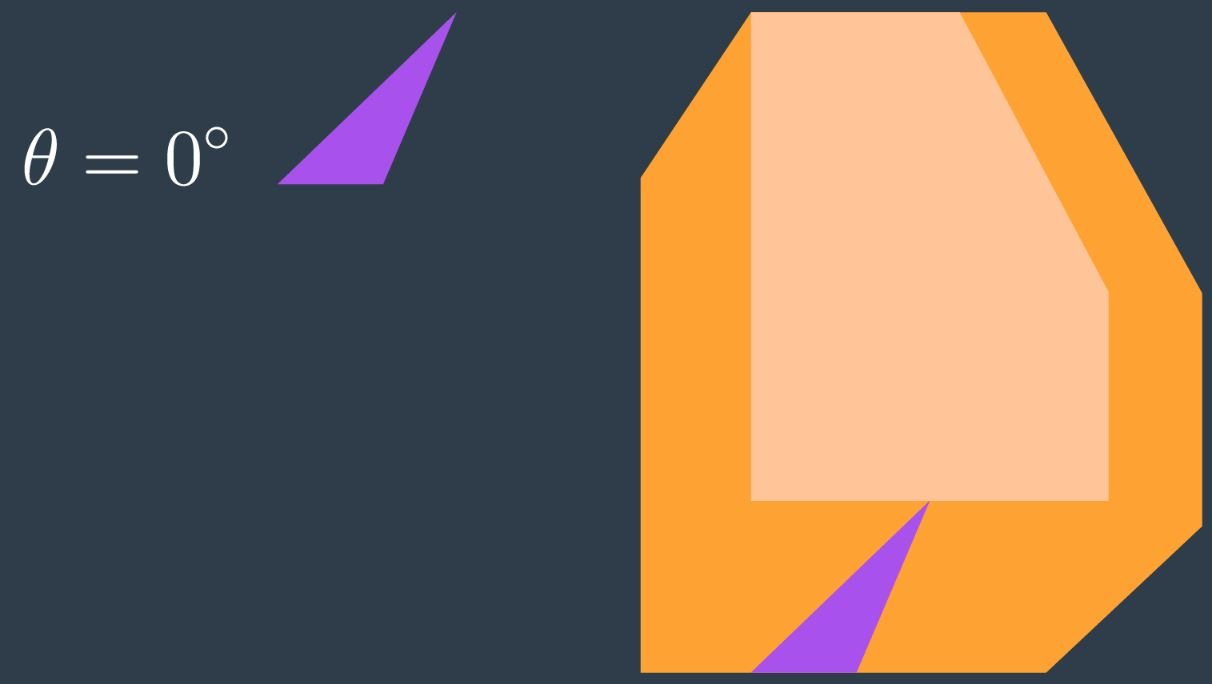 θ = 0°